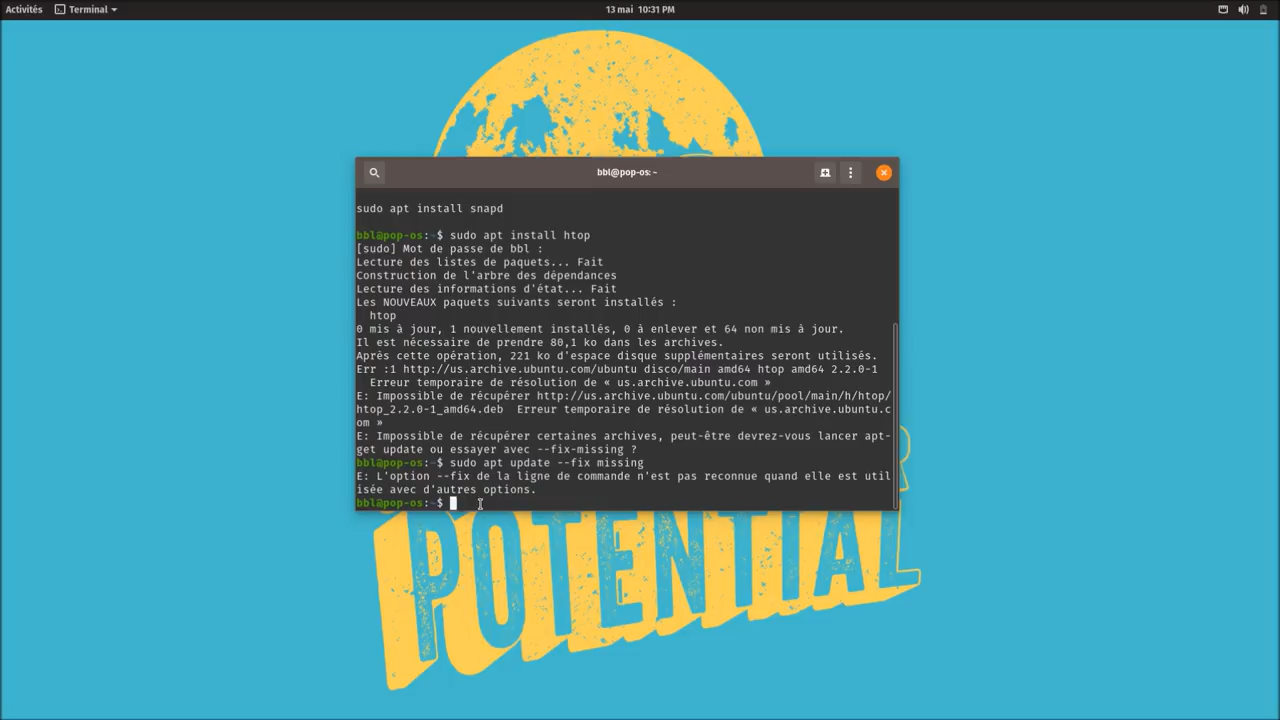 Activités Terminal 13 mai 10:31 PM
bbl@pop-os: ~
sudo apt install snapd
bbl@pop-os:~$ sudo apt install htop
[sudo] Mot de passe de bbl :
Lecture des listes de paquets... Fait
Construction de l'arbre des dépendances
Lecture des informations d'état... Fait
Les NOUVEAUX paquets suivants seront installés :
htop
0 mis à jour, 1 nouvellement installés, 0 à enlever et 64 non mis à jour.
Il est nécessaire de prendre 80,1 ko dans les archives.
Après cette opération, 221 ko d'espace disque supplémentaires seront utilisés.
Err :1 http://us.archive.ubuntu.com/ubuntu disco/main amd64 htop amd64 2.2.0-1
Erreur temporaire de résolution de « us.archive.ubuntu.com »
E: Impossible de récupérer http://us.archive.ubuntu.com/ubuntu/pool/main/h/htop/
htop_2.2.0-1_amd64.deb  Erreur temporaire de résolution de « us.archive.ubuntu.c
om »
E: Impossible de récupérer certaines archives, peut-être devrez-vous lancer apt-
get update ou essayer avec --fix-missing ?
bbl@pop-os:~$ sudo apt update --fix missing
E: L'option --fix de la ligne de commande n'est pas reconnue quand elle est util
isée avec d'autres options.
bbl@pop-os:~$
POTENTIAL